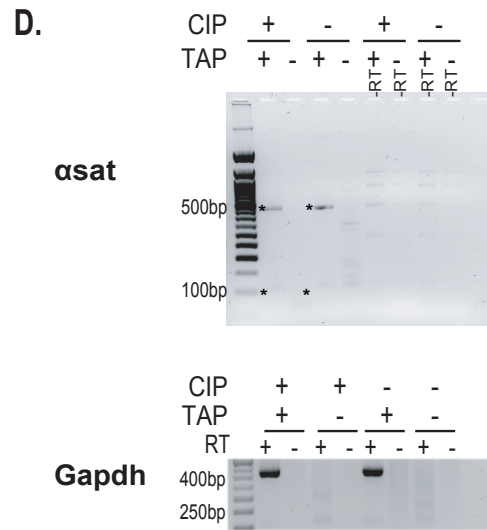 D.
CIP + - + -
TAP + - + - + - + -
-RT -RT -RT -RT
αsat
500bp * *
100bp * *
CIP + + - -
TAP + - + -
RT + - + - + - + -
Gapdh
400bp
250bp